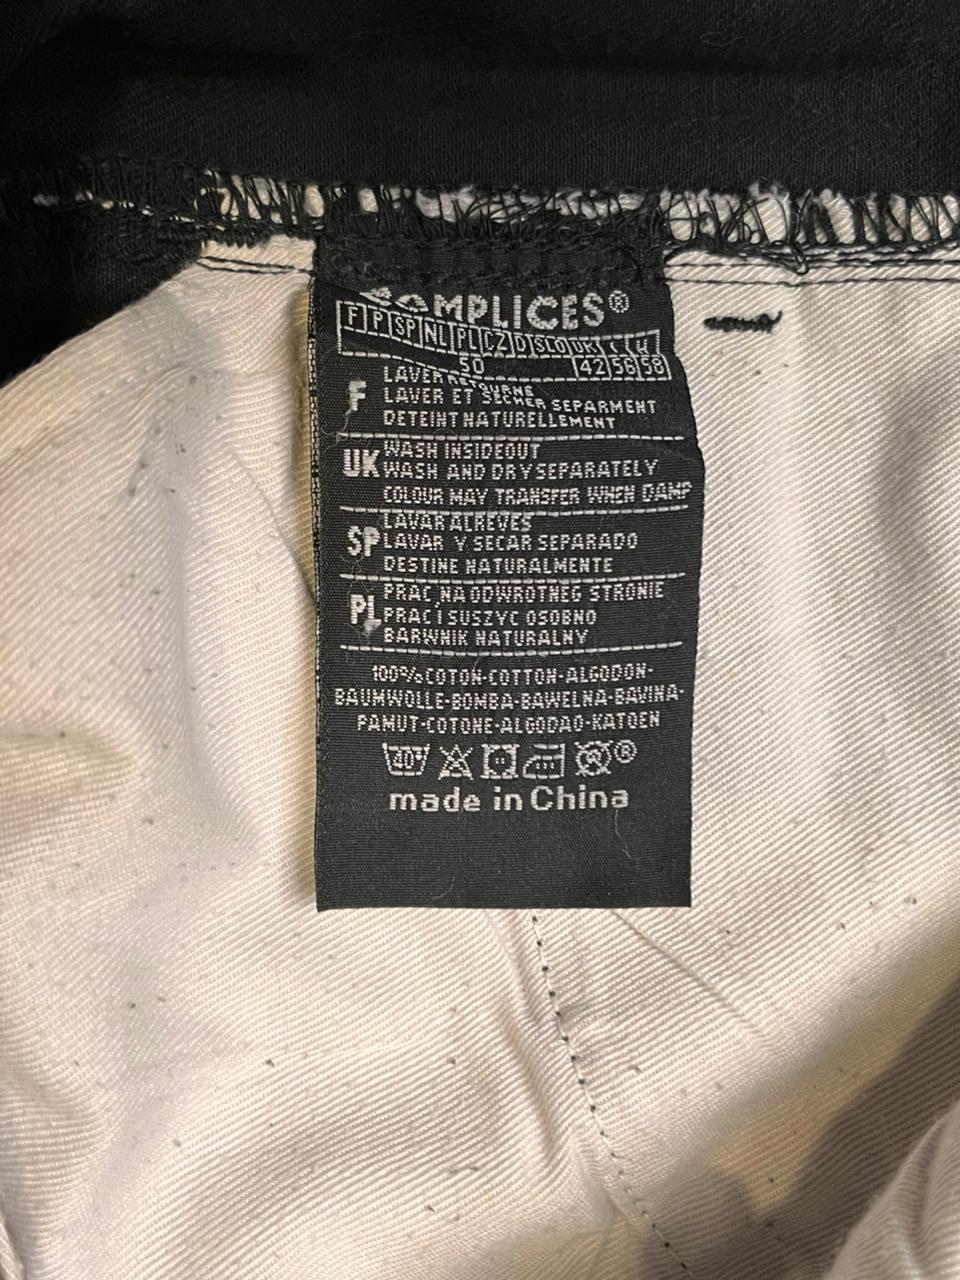 COMPLICES®
F P SP NL PL CZ D SCO UK
50 42 56 58
F
LAVER RETOURNE
LAVER ET SECHER SEPARMENT
DETEINT NATURELLEMENT
UK
WASH INSIDEOUT
WASH AND DRY SEPARATELY
COLOUR MAY TRANSFER WHEN DAMP
SP
LAVAR ALREVES
LAVAR Y SECAR SEPARADO
DESTINE NATURALMENTE
PL
PRAC NA ODWROTNEG STRONIE
PRAC I SUSZYC OSOBNO
BARWNIK NATURALNY
100% COTON-COTTON-ALGODON-
BAUMWOLLE-BOMBA-BAWELNA-BAVLNA-
PAMUT-COTONE-ALGODAO-KATOEN
40° ®
made in China